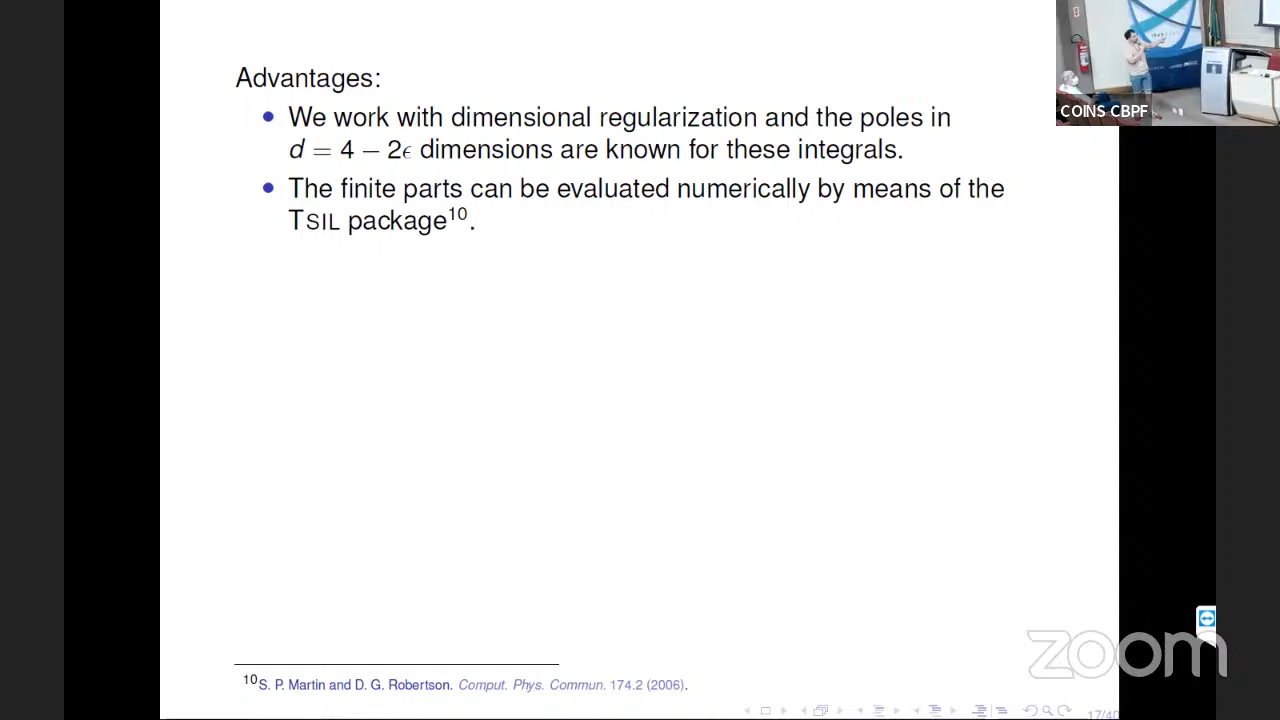 Advantages:
• We work with dimensional regularization and the poles in
d = 4 − 2ϵ dimensions are known for these integrals.
• The finite parts can be evaluated numerically by means of the
TSIL package¹⁰.
¹⁰S. P. Martin and D. G. Robertson. Comput. Phys. Commun. 174.2 (2006).
17/40
COINS CBPF
zoom